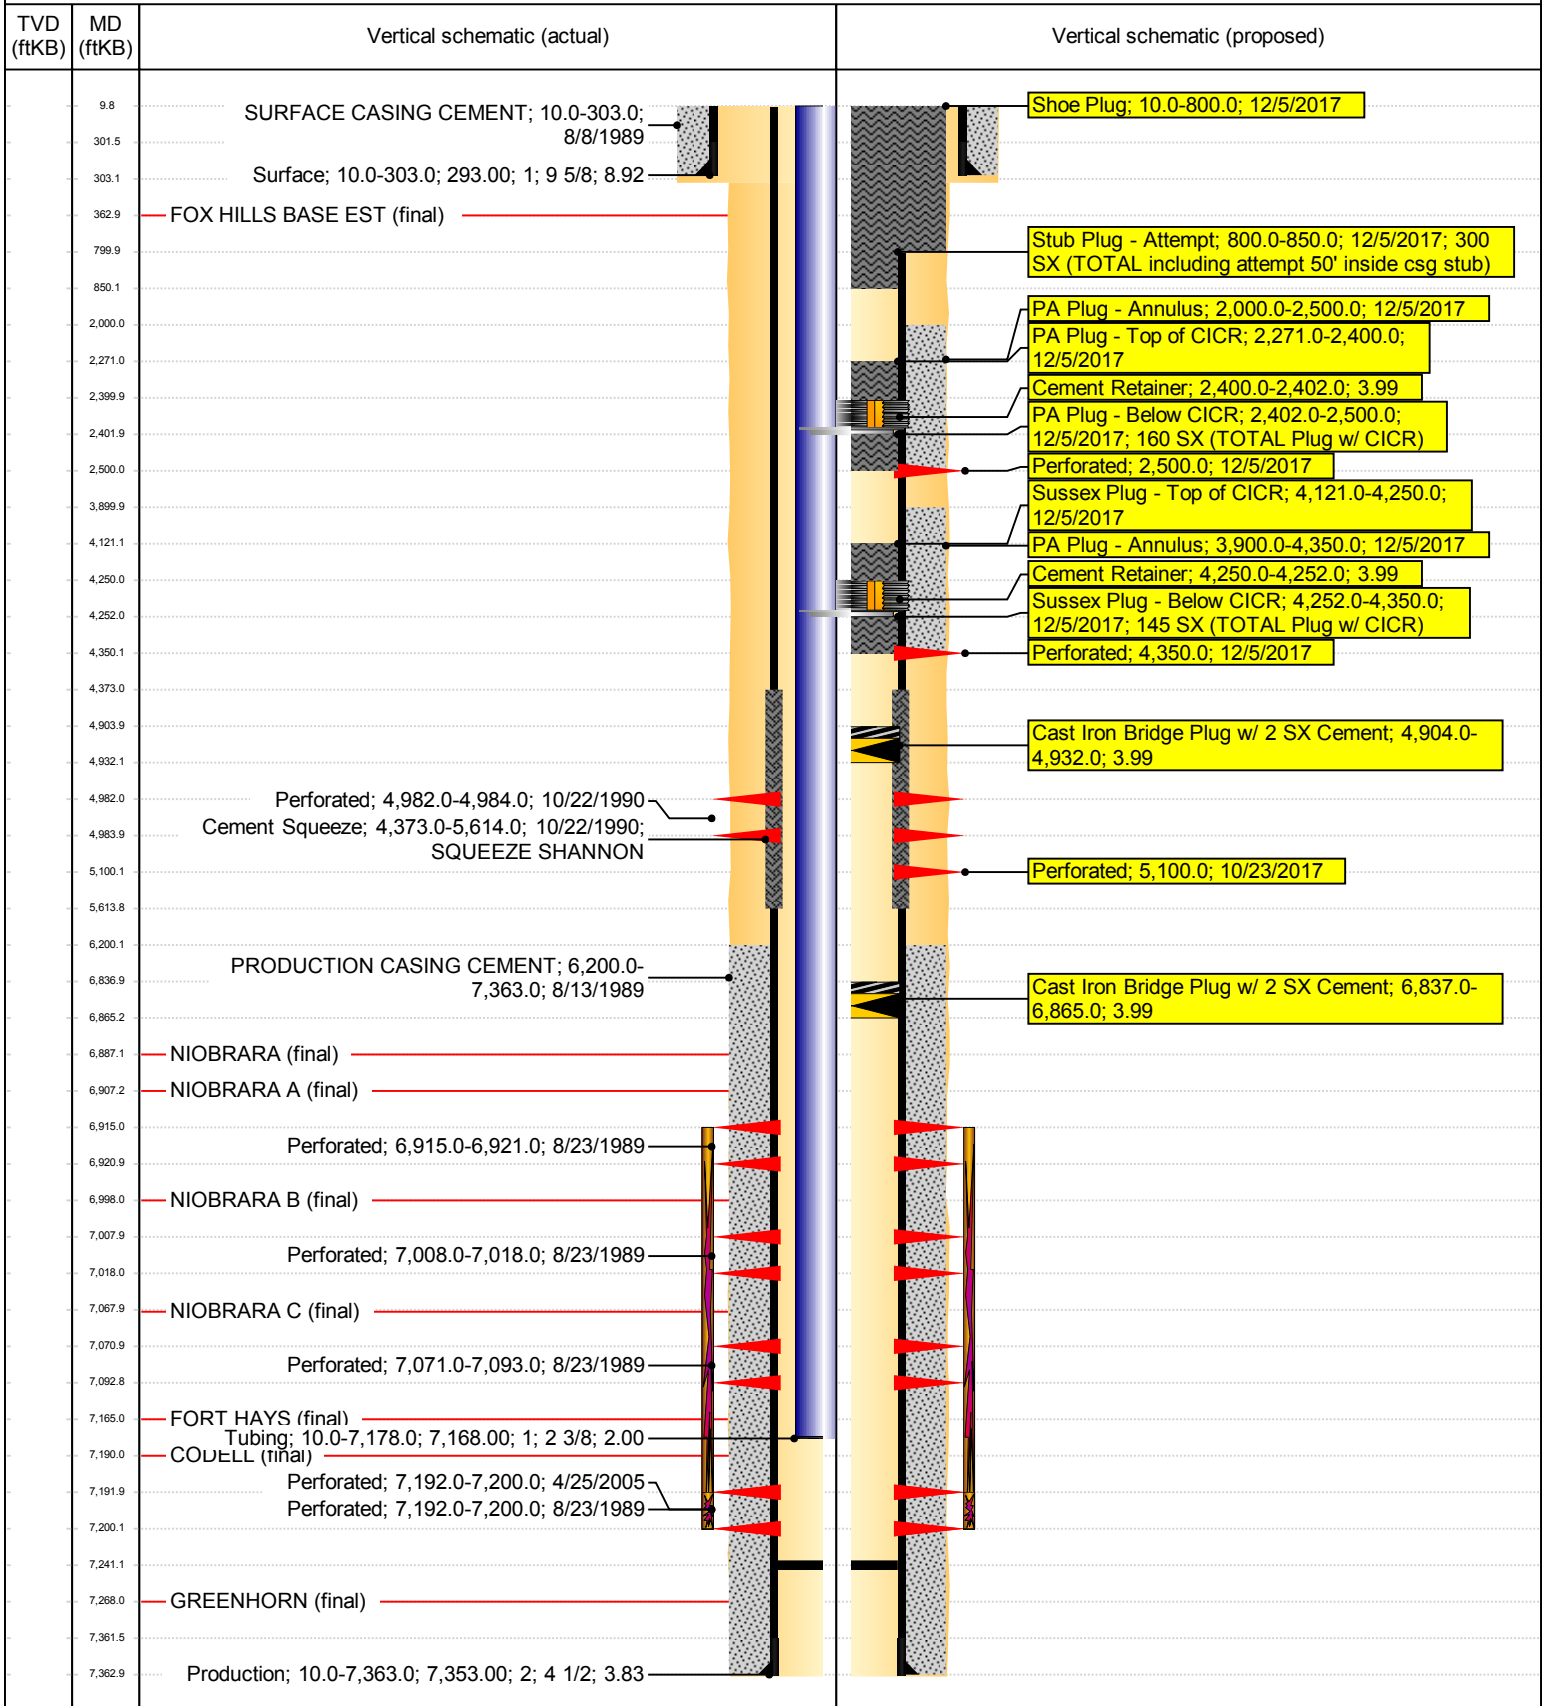 TVD
(ftKB)
MD
(ftKB)
Vertical schematic (actual)
Vertical schematic (proposed)
9.8
301.5
303.1
362.9
799.9
850.1
2,000.0
2,271.0
2,399.9
2,401.9
2,500.0
3,899.9
4,121.1
4,250.0
4,252.0
4,350.1
4,373.0
4,903.9
4,932.1
4,982.0
4,983.9
5,100.1
5,613.8
6,200.1
6,836.9
6,865.2
6,887.1
6,907.2
6,915.0
6,920.9
6,998.0
7,007.9
7,018.0
7,067.9
7,070.9
7,092.8
7,165.0
7,190.0
7,191.9
7,200.1
7,241.1
7,268.0
7,361.5
7,362.9
SURFACE CASING CEMENT; 10.0-303.0;
8/8/1989
Surface; 10.0-303.0; 293.00; 1; 9 5/8; 8.92
FOX HILLS BASE EST (final)
Perforated; 4,982.0-4,984.0; 10/22/1990
Cement Squeeze; 4,373.0-5,614.0; 10/22/1990;
SQUEEZE SHANNON
PRODUCTION CASING CEMENT; 6,200.0-
7,363.0; 8/13/1989
NIOBRARA (final)
NIOBRARA A (final)
Perforated; 6,915.0-6,921.0; 8/23/1989
NIOBRARA B (final)
Perforated; 7,008.0-7,018.0; 8/23/1989
NIOBRARA C (final)
Perforated; 7,071.0-7,093.0; 8/23/1989
FORT HAYS (final)
Tubing; 10.0-7,178.0; 7,168.00; 1; 2 3/8; 2.00
CODELL (final)
Perforated; 7,192.0-7,200.0; 4/25/2005
Perforated; 7,192.0-7,200.0; 8/23/1989
GREENHORN (final)
Production; 10.0-7,363.0; 7,353.00; 2; 4 1/2; 3.83
Shoe Plug; 10.0-800.0; 12/5/2017
Stub Plug - Attempt; 800.0-850.0; 12/5/2017; 300
SX (TOTAL including attempt 50' inside csg stub)
PA Plug - Annulus; 2,000.0-2,500.0; 12/5/2017
PA Plug - Top of CICR; 2,271.0-2,400.0;
12/5/2017
Cement Retainer; 2,400.0-2,402.0; 3.99
PA Plug - Below CICR; 2,402.0-2,500.0;
12/5/2017; 160 SX (TOTAL Plug w/ CICR)
Perforated; 2,500.0; 12/5/2017
Sussex Plug - Top of CICR; 4,121.0-4,250.0;
12/5/2017
PA Plug - Annulus; 3,900.0-4,350.0; 12/5/2017
Cement Retainer; 4,250.0-4,252.0; 3.99
Sussex Plug - Below CICR; 4,252.0-4,350.0;
12/5/2017; 145 SX (TOTAL Plug w/ CICR)
Perforated; 4,350.0; 12/5/2017
Cast Iron Bridge Plug w/ 2 SX Cement; 4,904.0-
4,932.0; 3.99
Perforated; 5,100.0; 10/23/2017
Cast Iron Bridge Plug w/ 2 SX Cement; 6,837.0-
6,865.0; 3.99